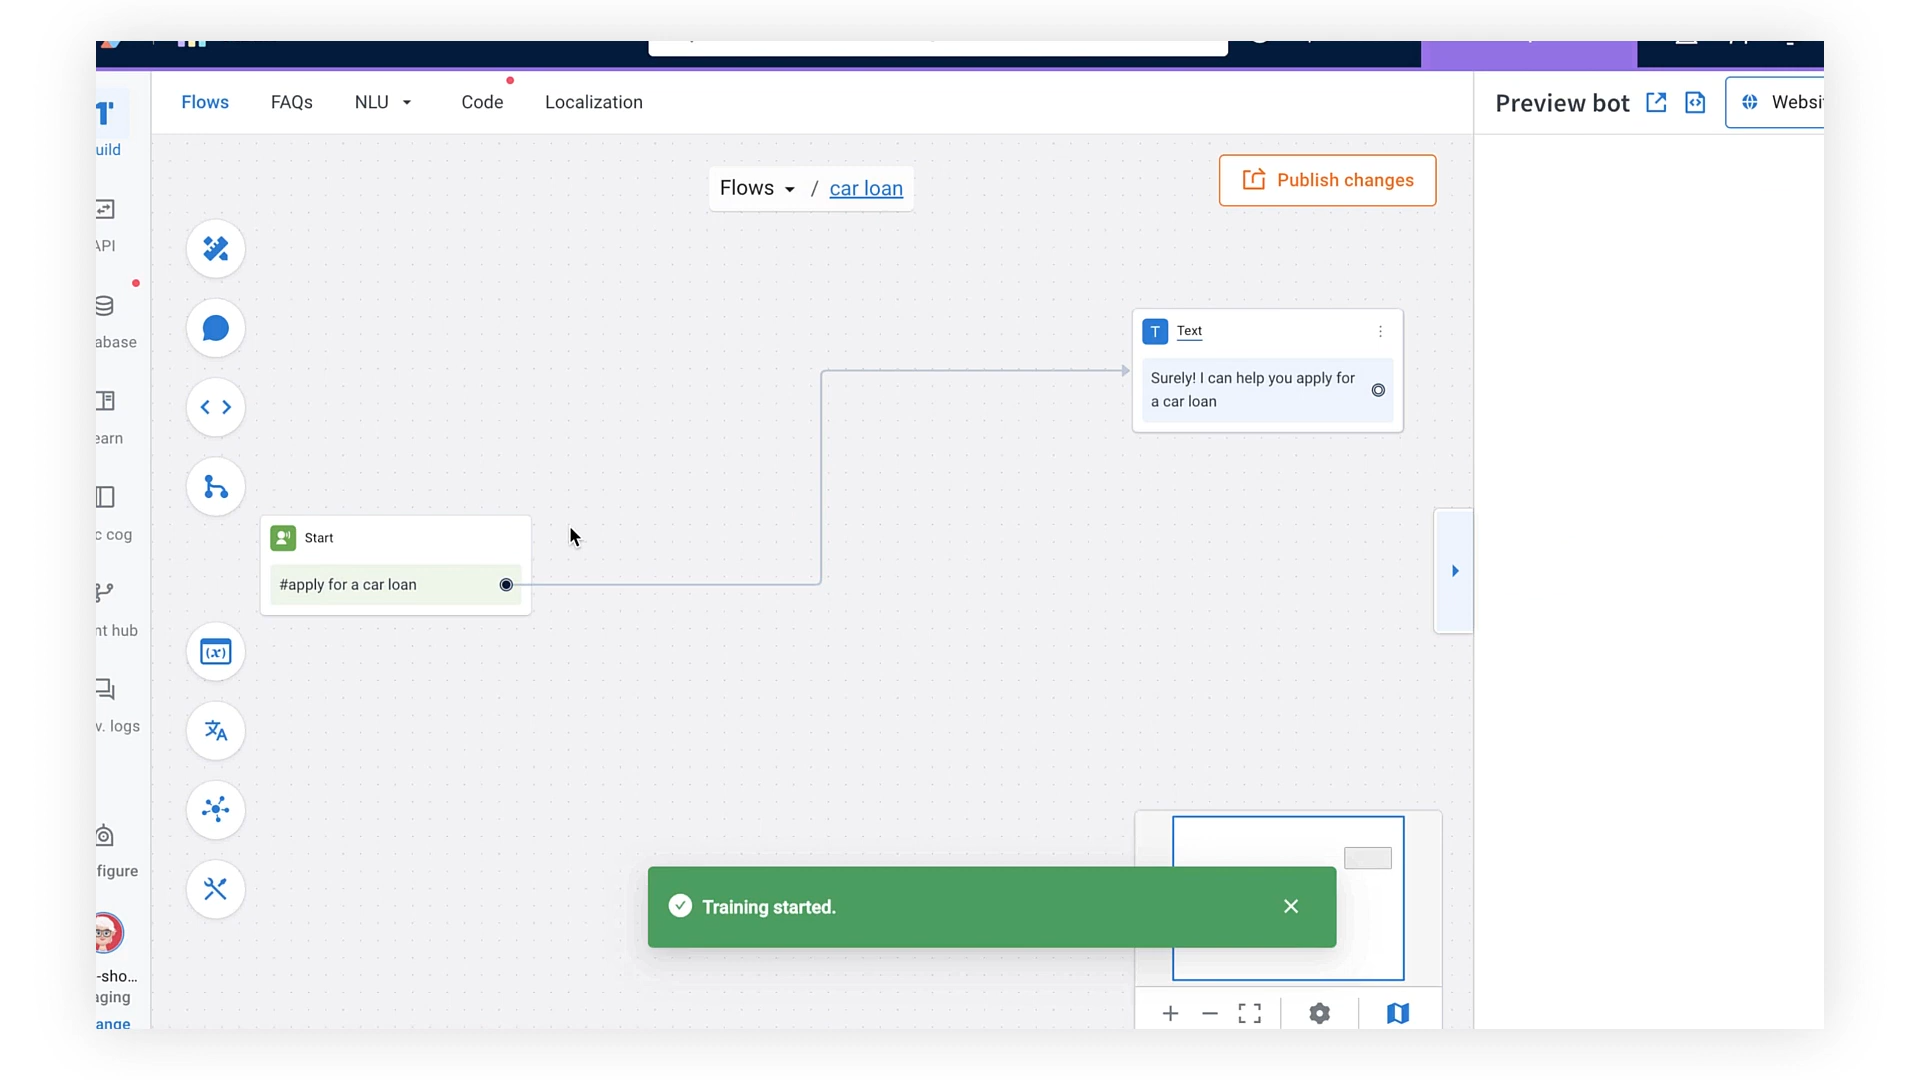 Flows FAQs NLU Code Localization
Preview bot
Websi
uild
Flows / car loan
Publish changes
API
abase
earn
c cog
nt hub
v. logs
figure
-sho...
aging
ange
T Text
Surely! I can help you apply for
a car loan
Start
#apply for a car loan
(x)
Training started.